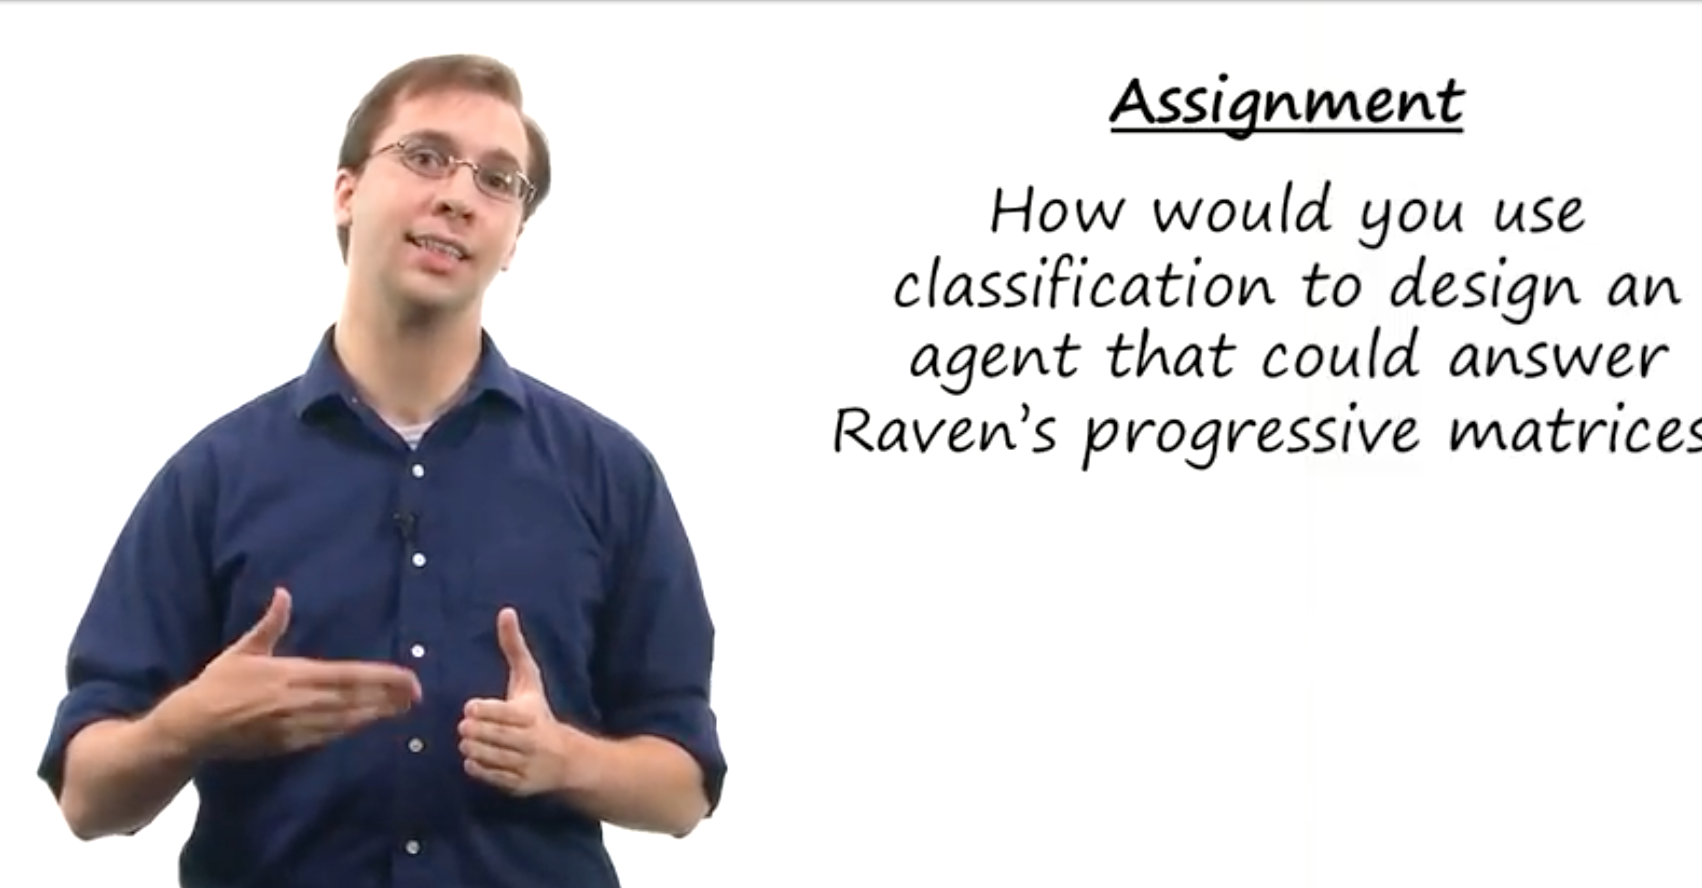 Assignment
How would you use
classification to design an
agent that could answer
Raven's progressive matrices